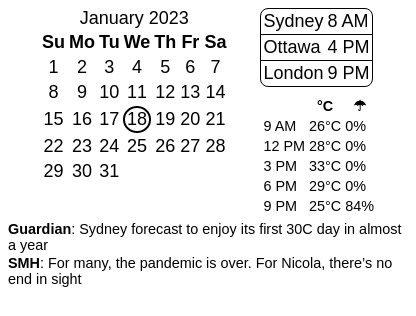 January 2023
Su Mo Tu We Th Fr Sa
1 2 3 4 5 6 7
8 9 10 11 12 13 14
15 16 17 18 19 20 21
22 23 24 25 26 27 28
29 30 31
Sydney 8 AM
Ottawa 4 PM
London 9 PM
°C ☂
9 AM 26°C 0%
12 PM 28°C 0%
3 PM 33°C 0%
6 PM 29°C 0%
9 PM 25°C 84%
Guardian: Sydney forecast to enjoy its first 30C day in almost
a year
SMH: For many, the pandemic is over. For Nicola, there's no
end in sight